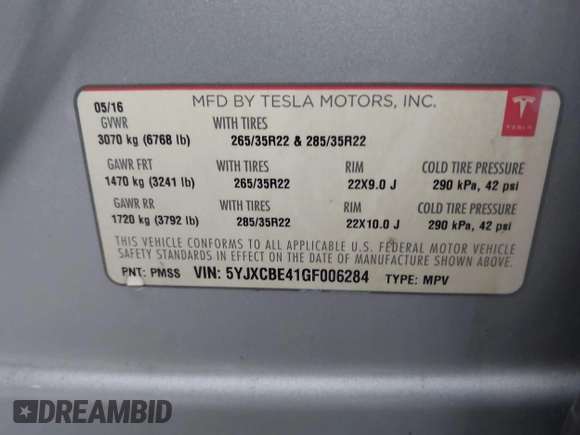 05/16 MFD BY TESLA MOTORS, INC.
GVWR WITH TIRES
3070 kg (6768 lb) 265/35R22 & 285/35R22
GAWR FRT WITH TIRES RIM COLD TIRE PRESSURE
1470 kg (3241 lb) 265/35R22 22X9.0 J 290 kPa, 42 psi
GAWR RR WITH TIRES RIM COLD TIRE PRESSURE
1720 kg (3792 lb) 285/35R22 22X10.0 J 290 kPa, 42 psi
THIS VEHICLE CONFORMS TO ALL APPLICABLE U.S. FEDERAL MOTOR VEHICLE
SAFETY STANDARDS IN EFFECT ON THE DATE OF MANUFACTURE SHOWN ABOVE.
PNT: PMSS VIN: 5YJXCBE41GF006284 TYPE: MPV
TESLA
DREAMBID